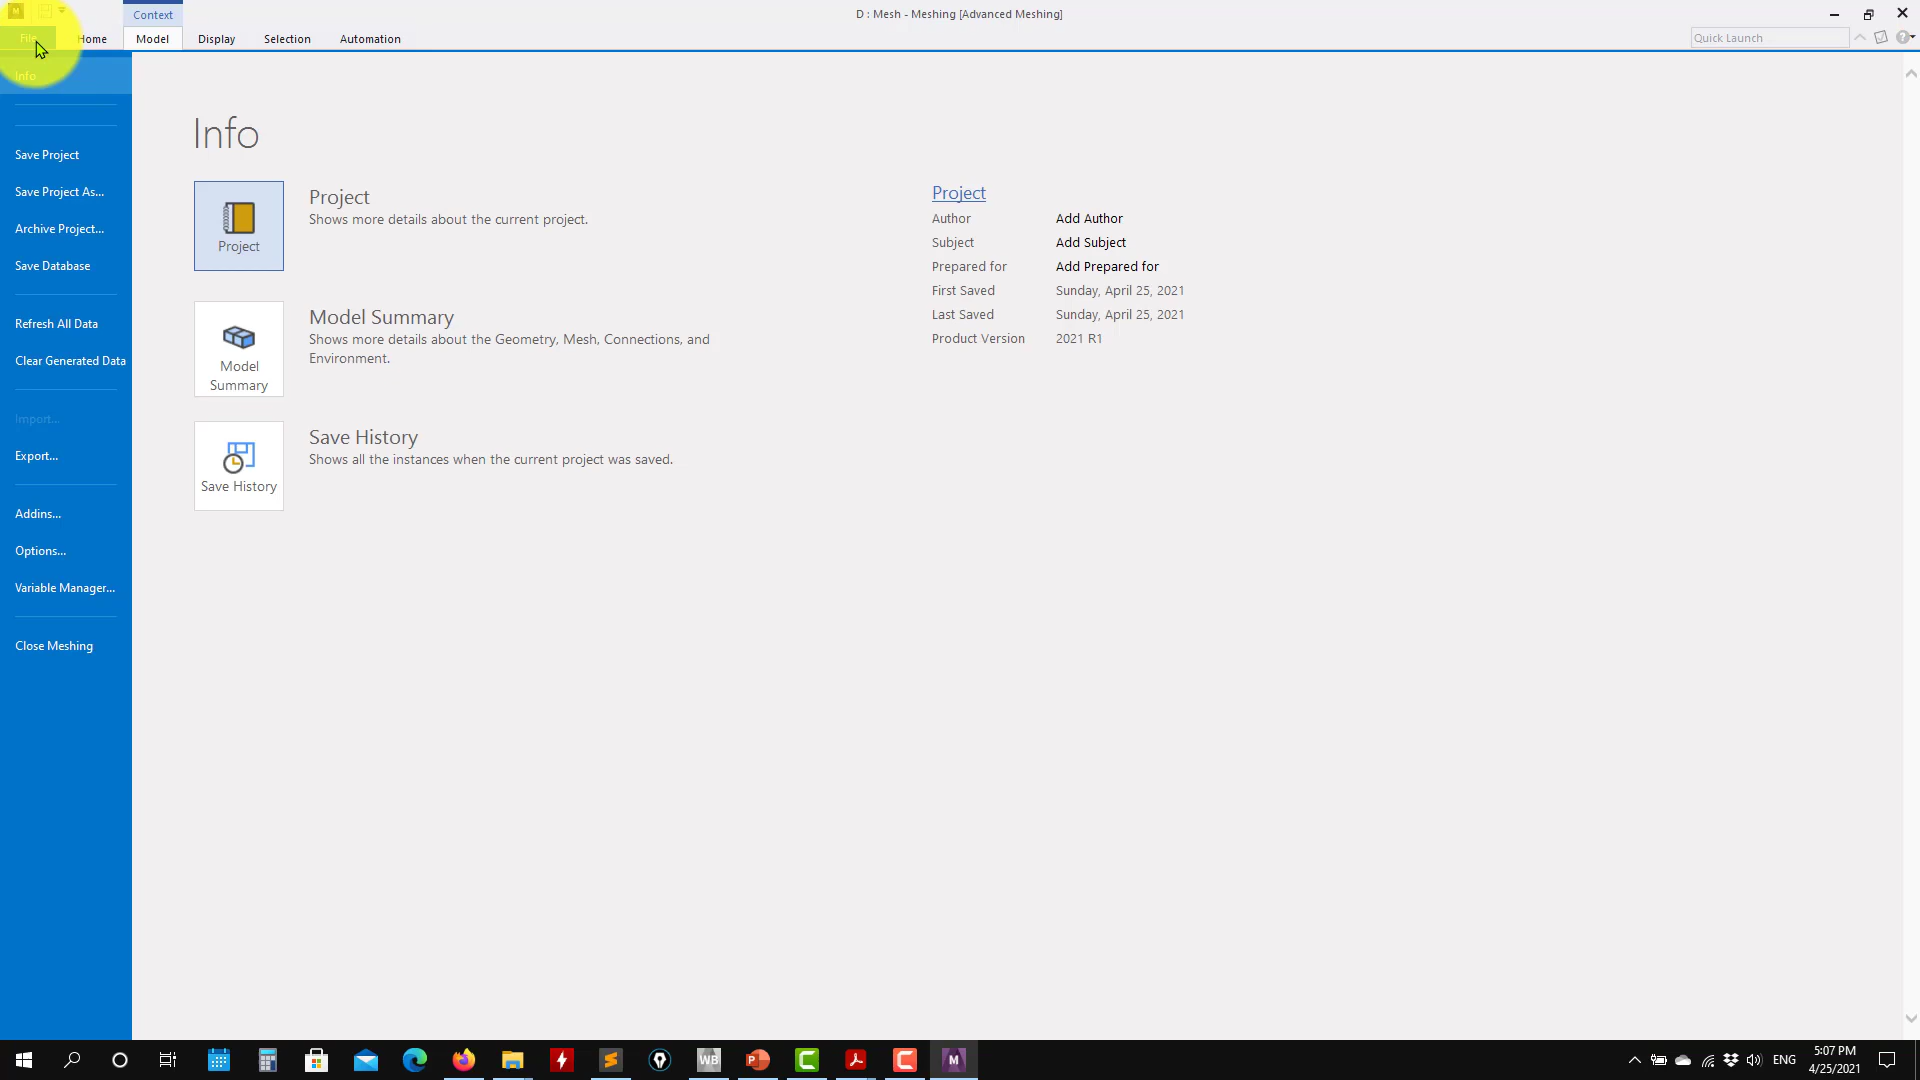 Context
D : Mesh - Meshing [Advanced Meshing]
File Home Model Display Selection Automation
Quick Launch
Info
Save Project
Save Project As...
Archive Project...
Save Database
Refresh All Data
Clear Generated Data
Import...
Export...
Addins...
Options...
Variable Manager...
Close Meshing
Info
Project
Project
Shows more details about the current project.
Model
Summary
Model Summary
Shows more details about the Geometry, Mesh, Connections, and
Environment.
Save History
Save History
Shows all the instances when the current project was saved.
Project
Author Add Author
Subject Add Subject
Prepared for Add Prepared for
First Saved Sunday, April 25, 2021
Last Saved Sunday, April 25, 2021
Product Version 2021 R1
WB
M
ENG
5:07 PM
4/25/2021